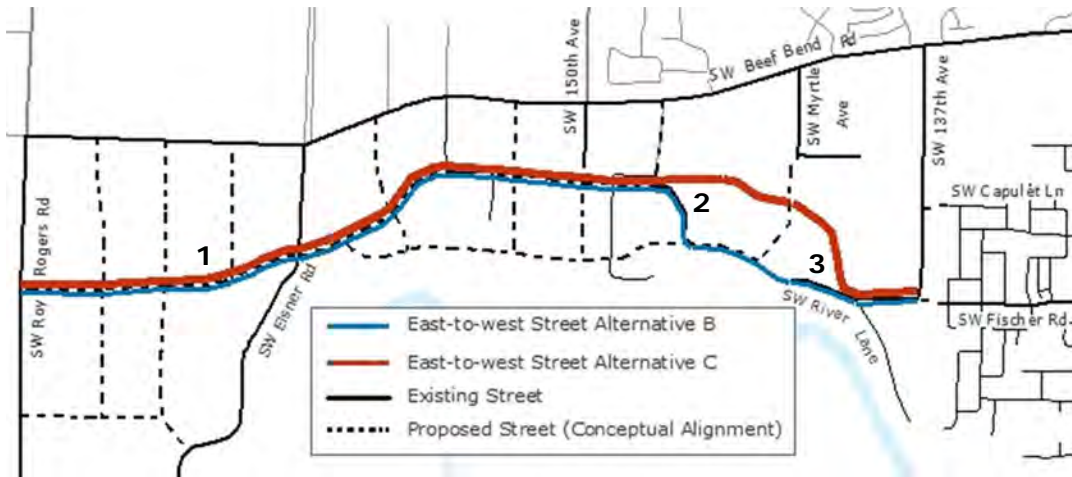 SW Beef Bend Rd
SW 150th Ave
SW Myrtle
Ave
SW 137th Ave
SW Capulet Ln
SW Roy Rogers Rd
1
2
3
SW Elsner Rd
SW River Lane
SW Fischer Rd
East-to-west Street Alternative B
East-to-west Street Alternative C
Existing Street
Proposed Street (Conceptual Alignment)